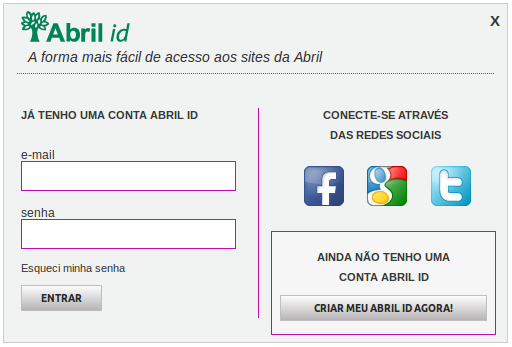 Abril id
X
A forma mais fácil de acesso aos sites da Abril
JÁ TENHO UMA CONTA ABRIL ID
e-mail
senha
Esqueci minha senha
ENTRAR
CONECTE-SE ATRAVÉS
DAS REDES SOCIAIS
f
g
t
AINDA NÃO TENHO UMA
CONTA ABRIL ID
CRIAR MEU ABRIL ID AGORA!